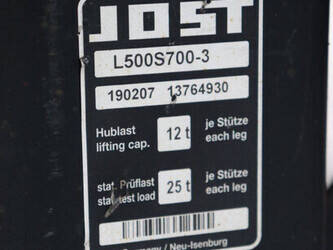 JOST
L500S700-3
190207 13764930
Hublast 12 t je Stütze
lifting cap. each leg
stat. Prüflast 25 t je Stütze
stat. test load each leg
Germany / Neu-Isenburg